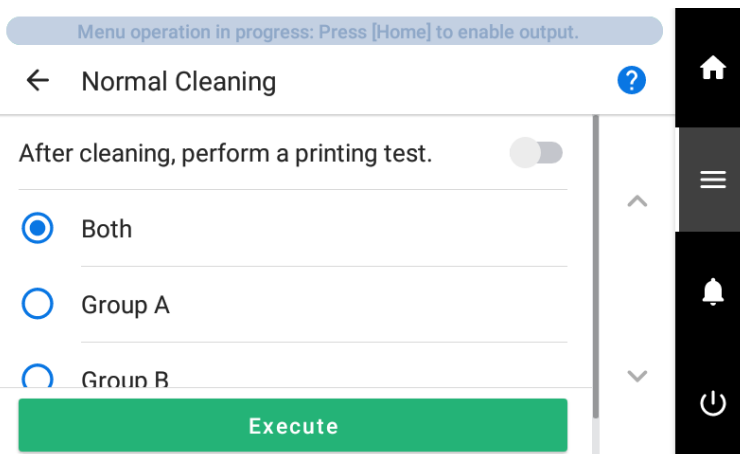 Menu operation in progress: Press [Home] to enable output.
Normal Cleaning
?
After cleaning, perform a printing test.
Both
Group A
Group B
Execute